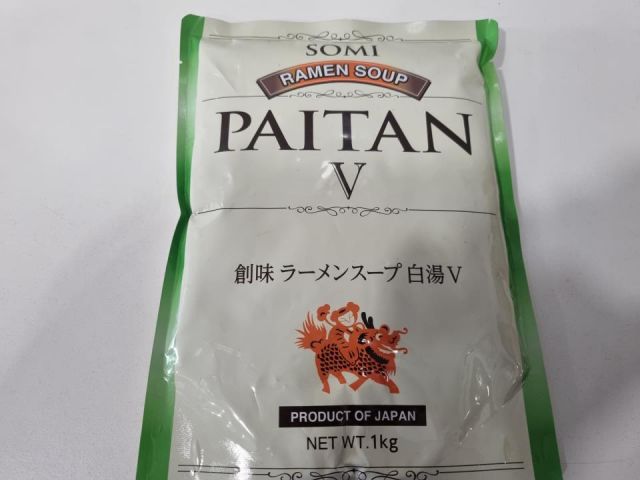 SOMI
RAMEN SOUP
PAITAN
V
創味 ラーメンスープ 白湯 V
PRODUCT OF JAPAN
NET WT.1kg